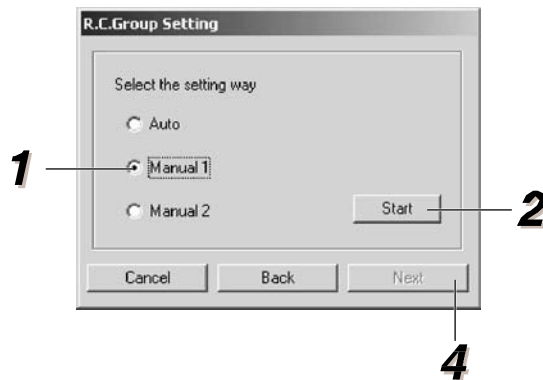 R.C.Group Setting
Select the setting way
Auto
1
Manual 1
Manual 2
Start
2
Cancel
Back
Next
4